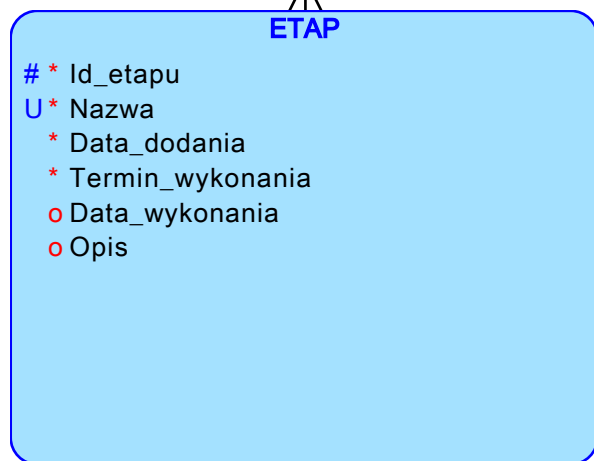 ETAP
# * Id_etapu
U * Nazwa
* Data_dodania
* Termin_wykonania
o Data_wykonania
o Opis